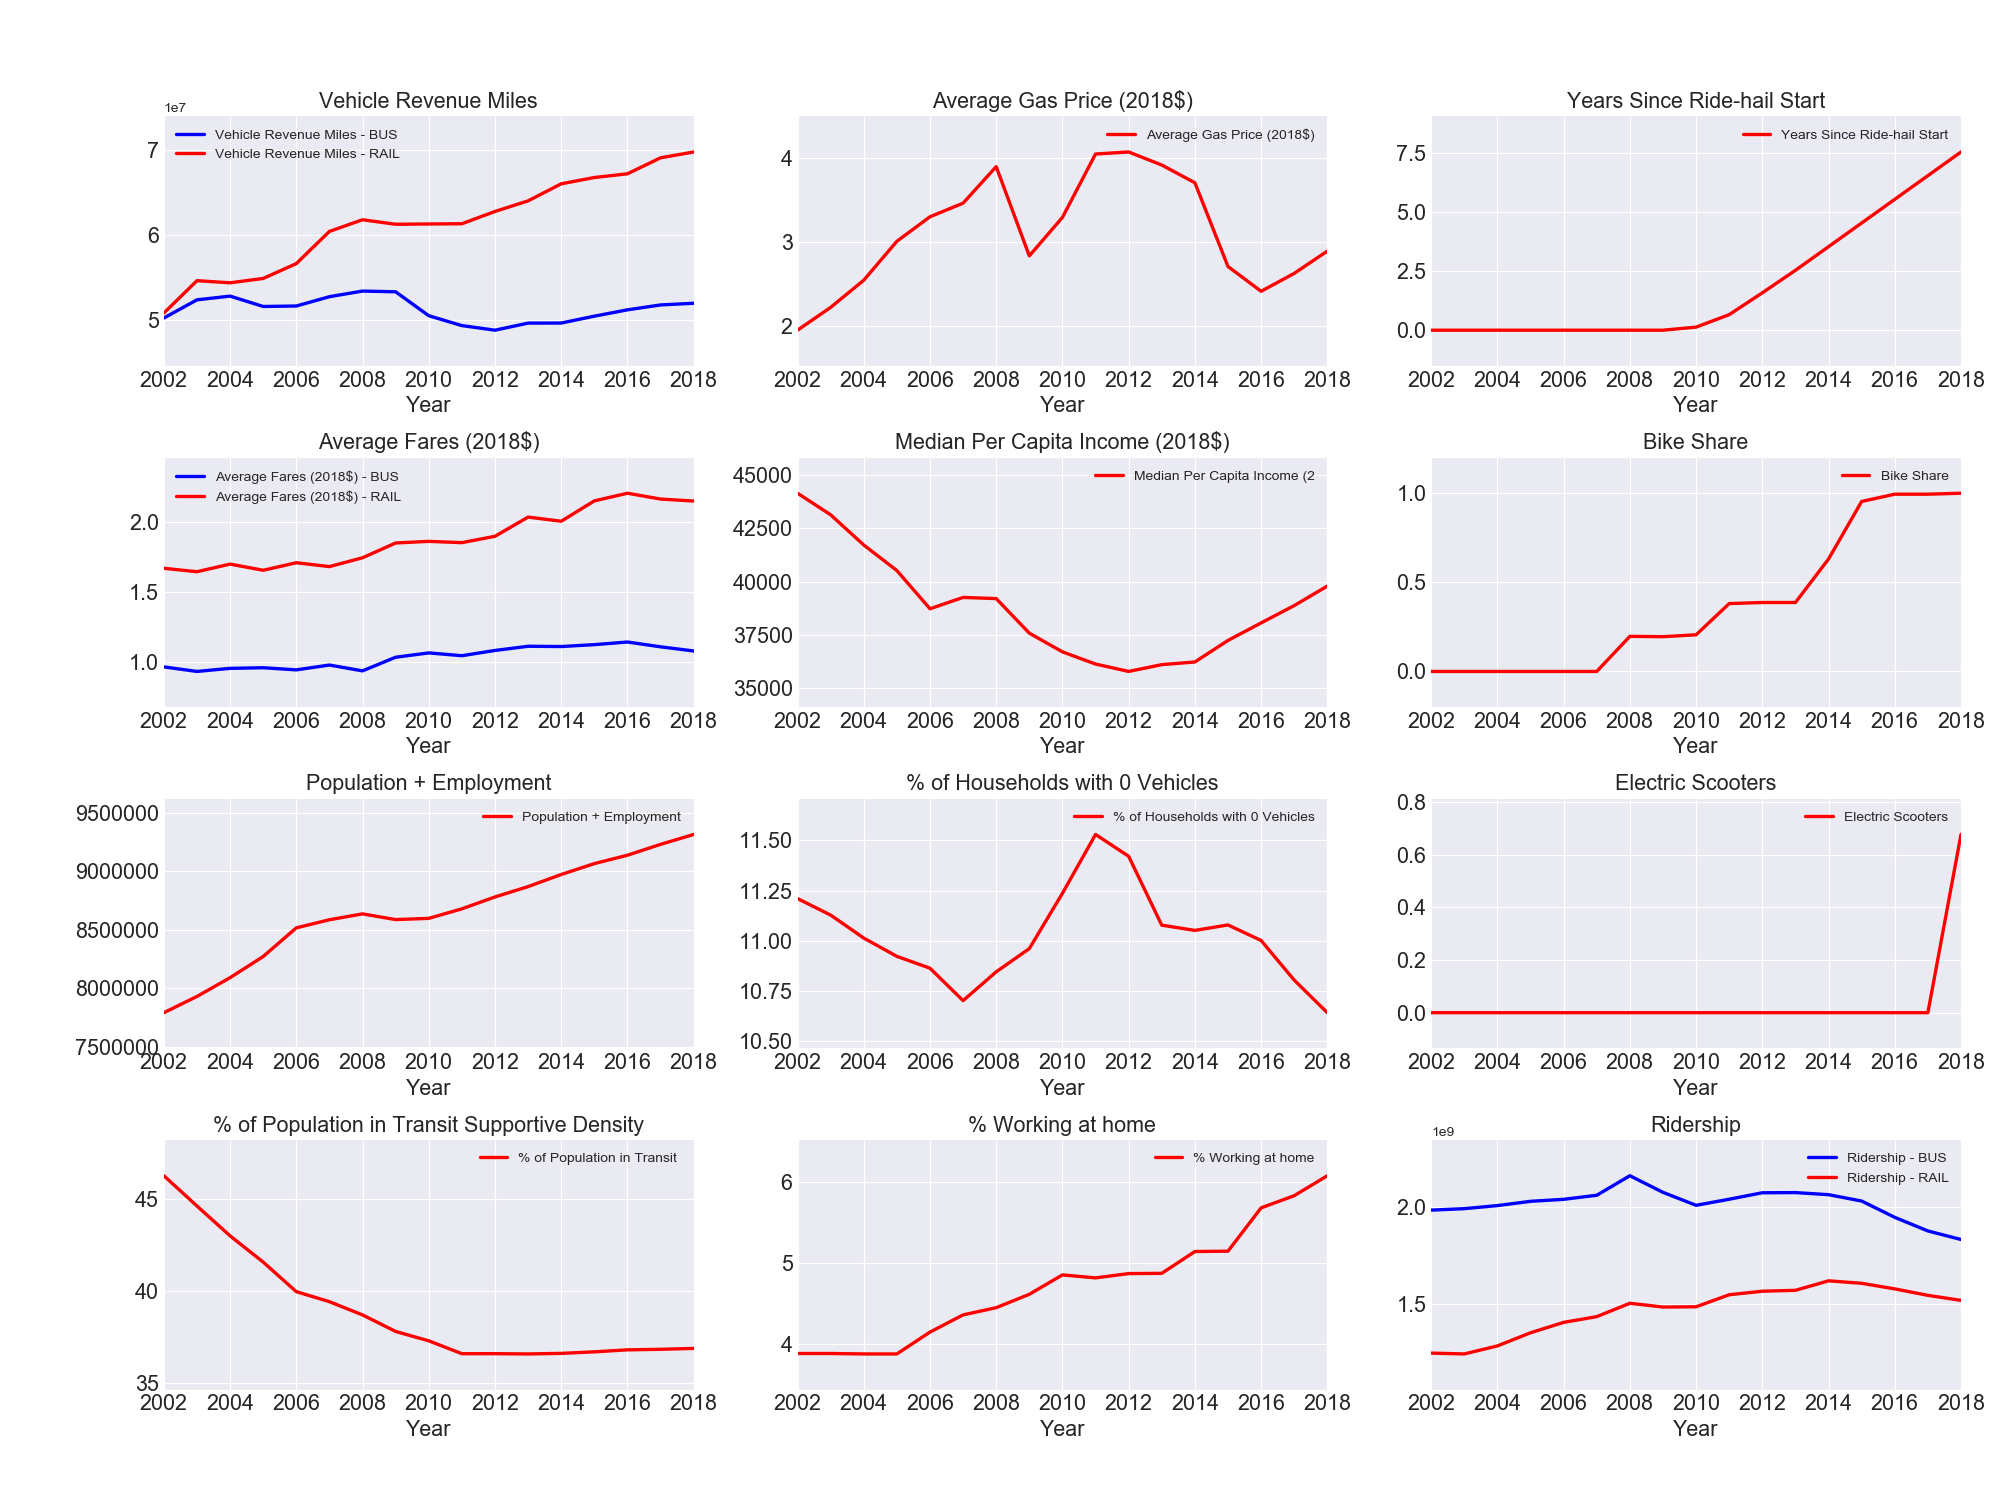 Vehicle Revenue Miles
1e7
Vehicle Revenue Miles - BUS
Vehicle Revenue Miles - RAIL
7
6
5
2002 2004 2006 2008 2010 2012 2014 2016 2018
Year
Average Gas Price (2018$)
Average Gas Price (2018$)
4
3
2
2002 2004 2006 2008 2010 2012 2014 2016 2018
Year
Years Since Ride-hail Start
Years Since Ride-hail Start
7.5
5.0
2.5
0.0
2002 2004 2006 2008 2010 2012 2014 2016 2018
Year
Average Fares (2018$)
Average Fares (2018$) - BUS
Average Fares (2018$) - RAIL
2.0
1.5
1.0
2002 2004 2006 2008 2010 2012 2014 2016 2018
Year
Median Per Capita Income (2018$)
Median Per Capita Income (2
45000
42500
40000
37500
35000
2002 2004 2006 2008 2010 2012 2014 2016 2018
Year
Bike Share
Bike Share
1.0
0.5
0.0
2002 2004 2006 2008 2010 2012 2014 2016 2018
Year
Population + Employment
Population + Employment
9500000
9000000
8500000
8000000
7500000
2002 2004 2006 2008 2010 2012 2014 2016 2018
Year
% of Households with 0 Vehicles
% of Households with 0 Vehicles
11.50
11.25
11.00
10.75
10.50
2002 2004 2006 2008 2010 2012 2014 2016 2018
Year
Electric Scooters
Electric Scooters
0.8
0.6
0.4
0.2
0.0
2002 2004 2006 2008 2010 2012 2014 2016 2018
Year
% of Population in Transit Supportive Density
% of Population in Transit
45
40
35
2002 2004 2006 2008 2010 2012 2014 2016 2018
Year
% Working at home
% Working at home
6
5
4
2002 2004 2006 2008 2010 2012 2014 2016 2018
Year
Ridership
1e9
Ridership - BUS
Ridership - RAIL
2.0
1.5
2002 2004 2006 2008 2010 2012 2014 2016 2018
Year